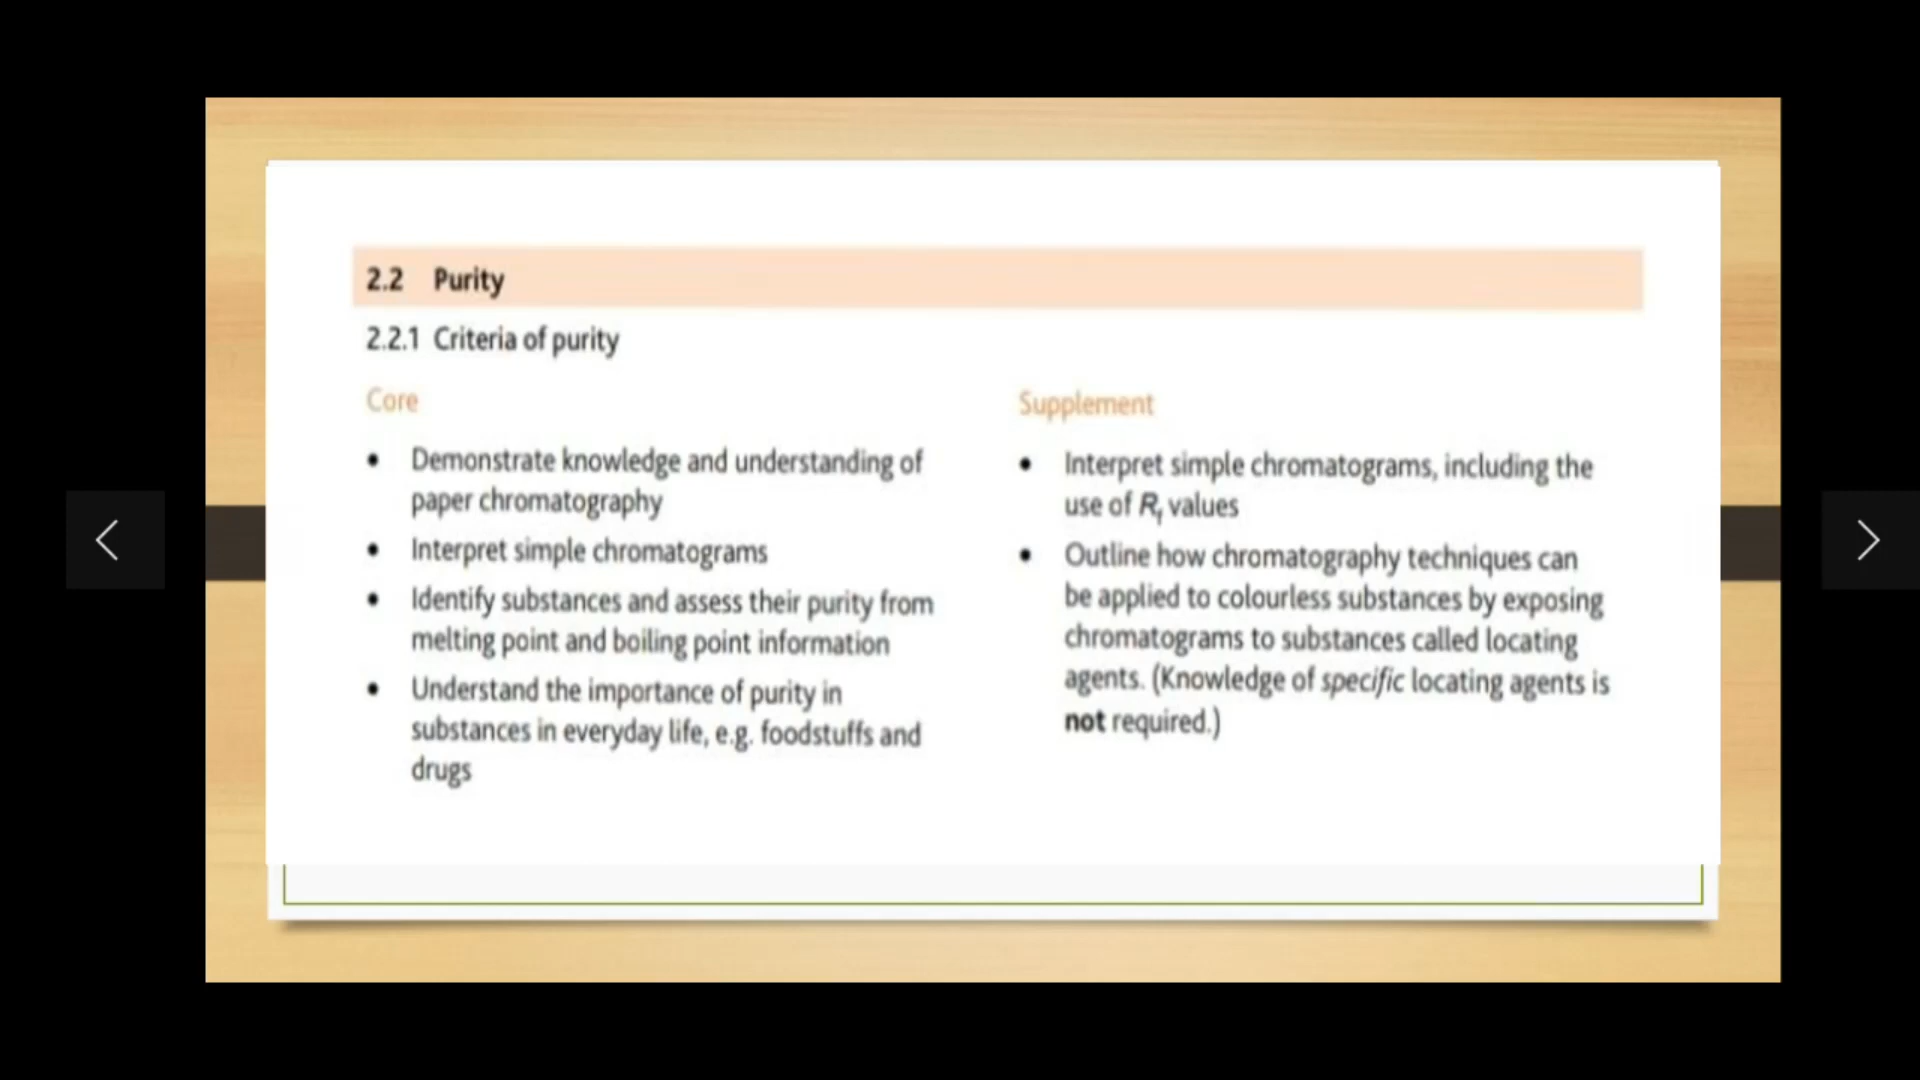 2.2 Purity
2.2.1 Criteria of purity
Core
• Demonstrate knowledge and understanding of
paper chromatography
• Interpret simple chromatograms
• Identify substances and assess their purity from
melting point and boiling point information
• Understand the importance of purity in
substances in everyday life, e.g. foodstuffs and
drugs
Supplement
• Interpret simple chromatograms, including the
use of Rf values
• Outline how chromatography techniques can
be applied to colourless substances by exposing
chromatograms to substances called locating
agents. (Knowledge of specific locating agents is
not required.)